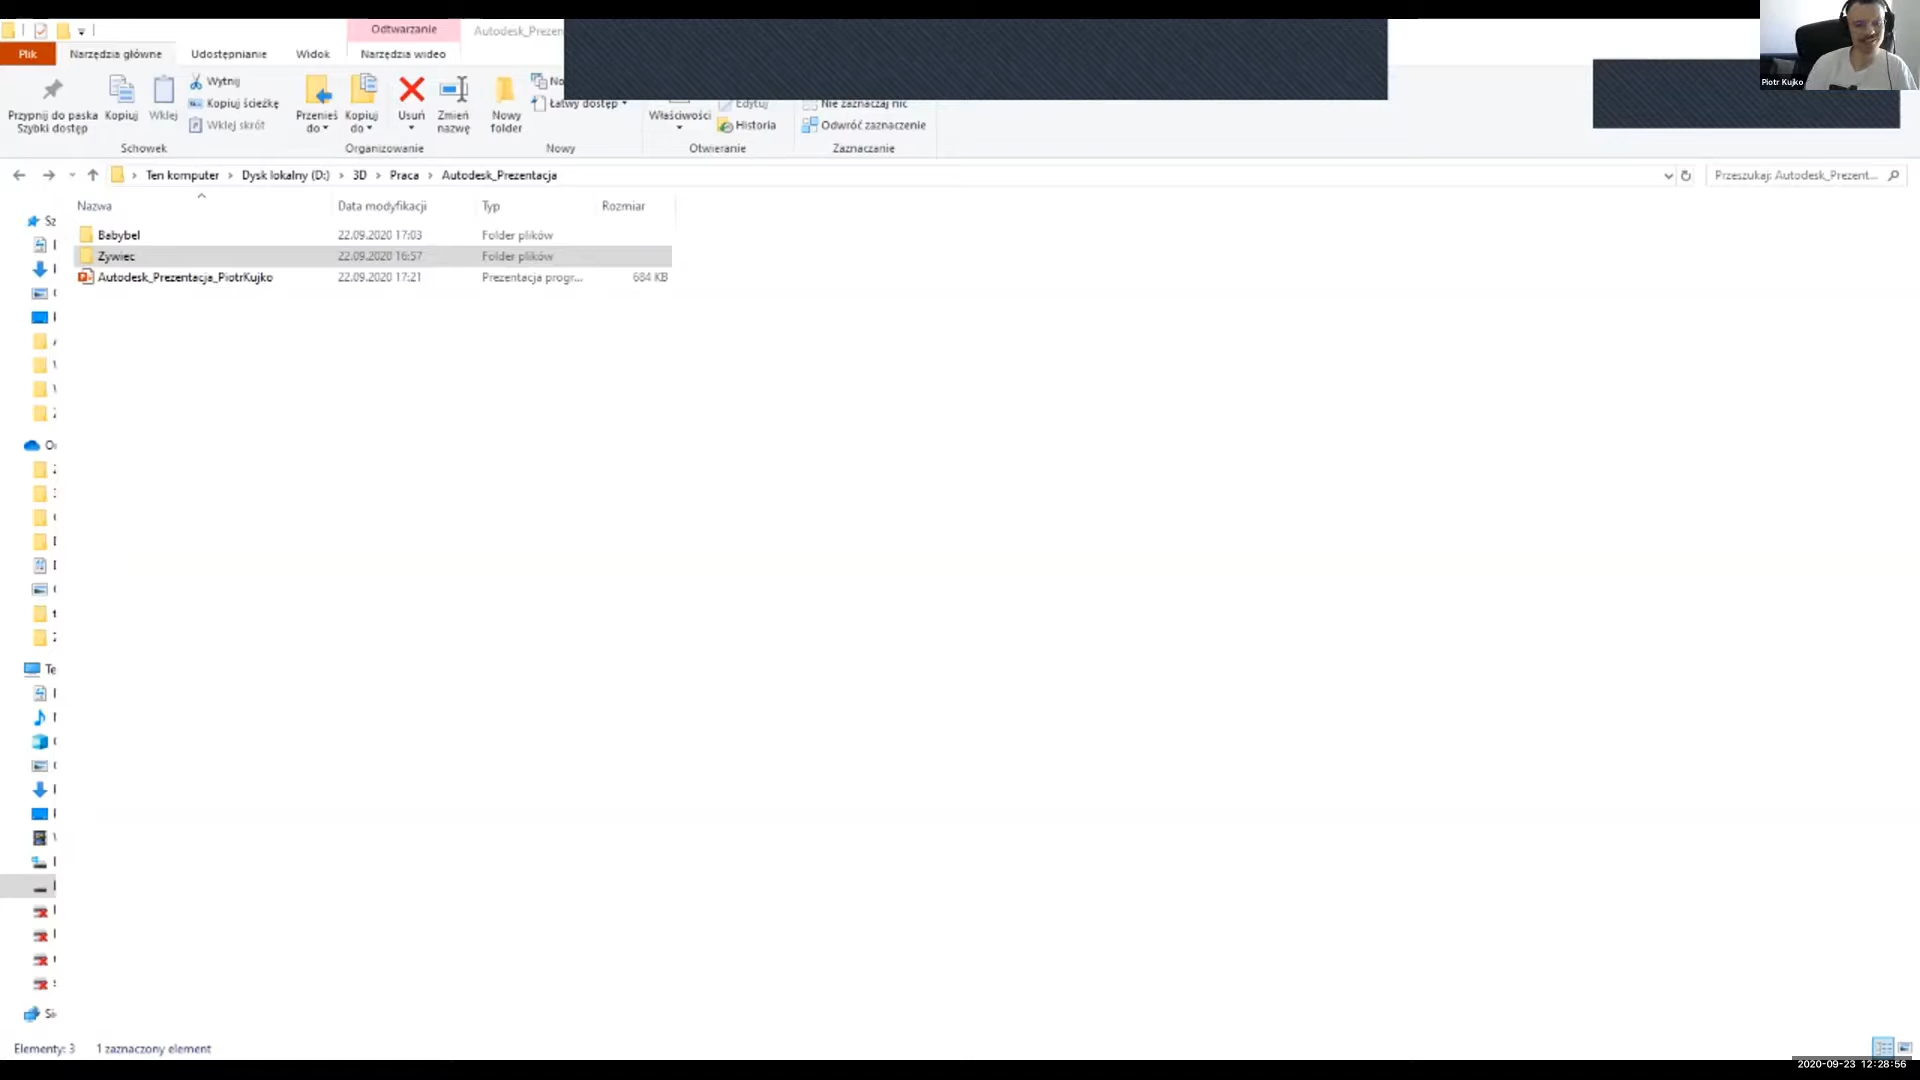 Odtwarzanie
Autodesk_Prezen
Plik
Narzędzia główne
Udostępnianie
Widok
Narzędzia wideo
Przypnij do paska
Szybki dostęp
Kopiuj
Wklej
Wytnij
Kopiuj ścieżkę
Wklej skrót
Schowek
Przenieś
do
Kopiuj
do
Usuń
Zmień
nazwę
Organizowanie
Nowy
folder
Łatwy dostęp
Nowy
Właściwości
Edytuj
Historia
Otwieranie
Nie zaznaczaj nic
Odwróć zaznaczenie
Zaznaczanie
Piotr Kujko
Ten komputer
Dysk lokalny (D:)
3D
Praca
Autodesk_Prezentacja
Przeszukaj: Autodesk_Prezent...
Nazwa
Data modyfikacji
Typ
Rozmiar
Babybel 22.09.2020 17:03 Folder plików
Zywiec 22.09.2020 16:57 Folder plików
Autodesk_Prezentacja_PiotrKujko 22.09.2020 17:21 Prezentacja progr... 684 KB
Elementy: 3 1 zaznaczony element
2020-09-23 12:28:56